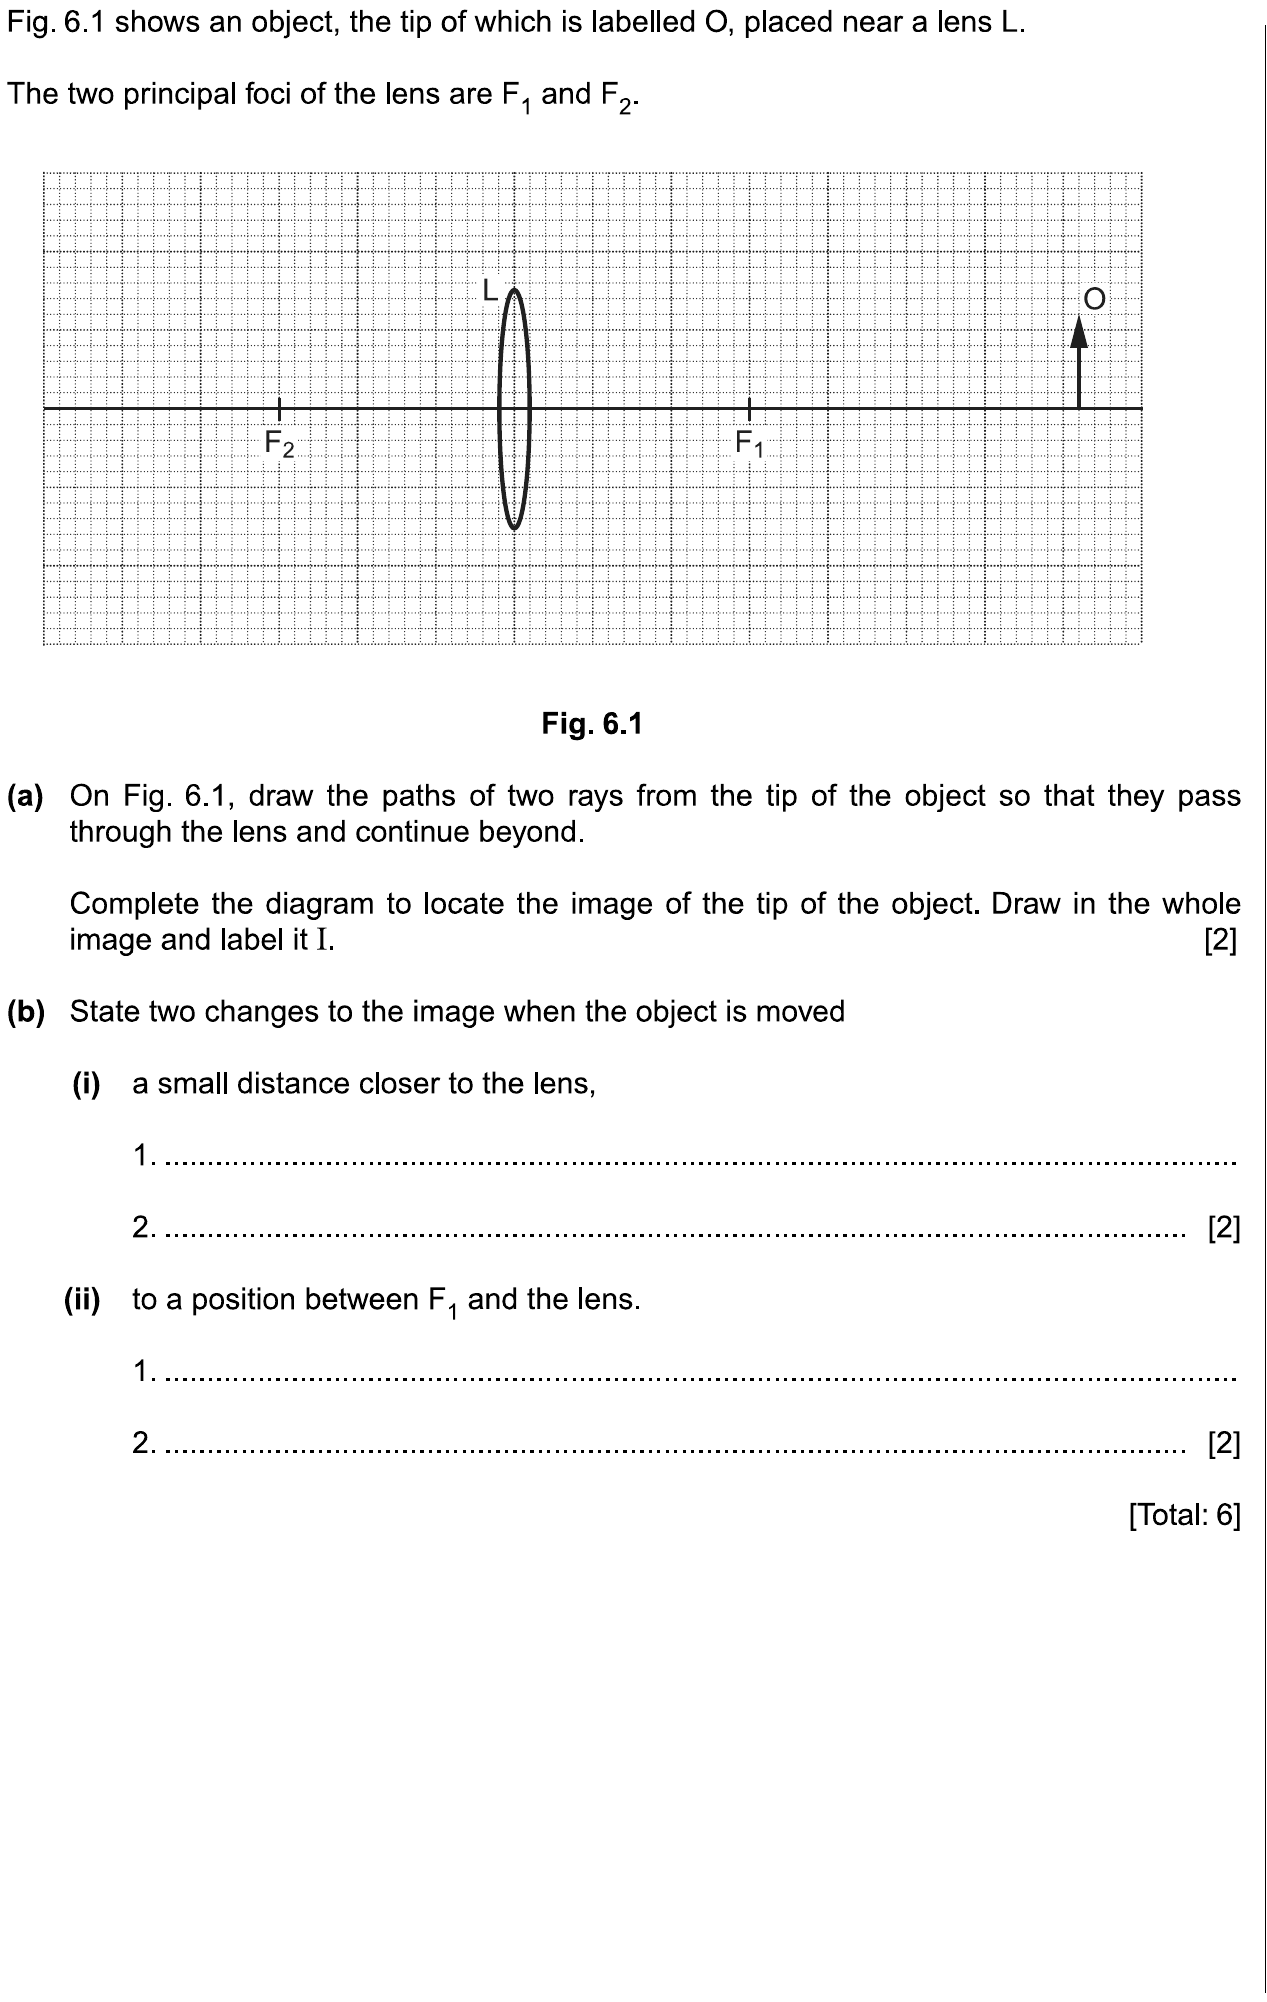 Fig. 6.1 shows an object, the tip of which is labelled O, placed near a lens L.
The two principal foci of the lens are F₁ and F₂.
L
O
F₂
F₁
Fig. 6.1
(a) On Fig. 6.1, draw the paths of two rays from the tip of the object so that they pass
through the lens and continue beyond.
Complete the diagram to locate the image of the tip of the object. Draw in the whole
image and label it I. [2]
(b) State two changes to the image when the object is moved
(i) a small distance closer to the lens,
1. ..........................................................................................
2. .......................................................................................... [2]
(ii) to a position between F₁ and the lens.
1. ..........................................................................................
2. .......................................................................................... [2]
[Total: 6]